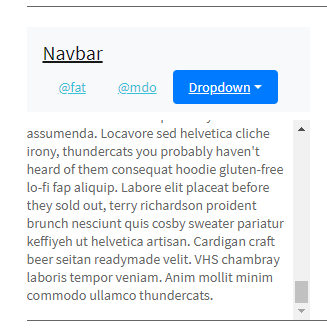 Navbar
@fat @mdo Dropdown
assumenda. Locavore sed helvetica cliche
irony, thundercats you probably haven't
heard of them consequat hoodie gluten-free
lo-fi fap aliquip. Labore elit placeat before
they sold out, terry richardson proident
brunch nesciunt quis cosby sweater pariatur
keffiyeh ut helvetica artisan. Cardigan craft
beer seitan readymade velit. VHS chambray
laboris tempor veniam. Anim mollit minim
commodo ullamco thundercats.